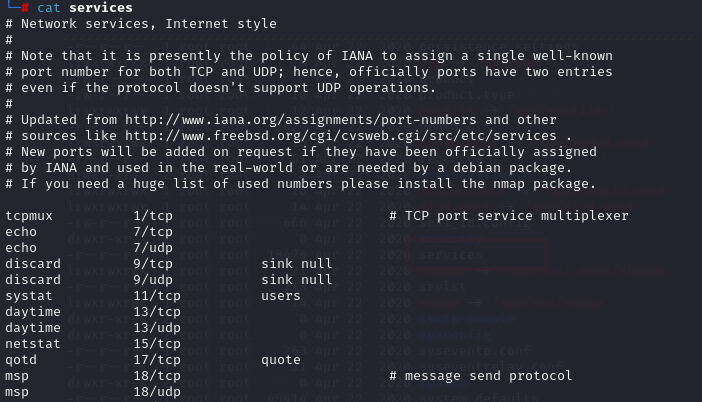 └─# cat services
# Network services, Internet style
#
# Note that it is presently the policy of IANA to assign a single well-known
# port number for both TCP and UDP; hence, officially ports have two entries
# even if the protocol doesn't support UDP operations.
#
# Updated from http://www.iana.org/assignments/port-numbers and other
# sources like http://www.freebsd.org/cgi/cvsweb.cgi/src/etc/services .
# New ports will be added on request if they have been officially assigned
# by IANA and used in the real-world or are needed by a debian package.
# If you need a huge list of used numbers please install the nmap package.
tcpmux 1/tcp # TCP port service multiplexer
echo 7/tcp
echo 7/udp
discard 9/tcp sink null
discard 9/udp sink null
systat 11/tcp users
daytime 13/tcp
daytime 13/udp
netstat 15/tcp
qotd 17/tcp quote
msp 18/tcp # message send protocol
msp 18/udp